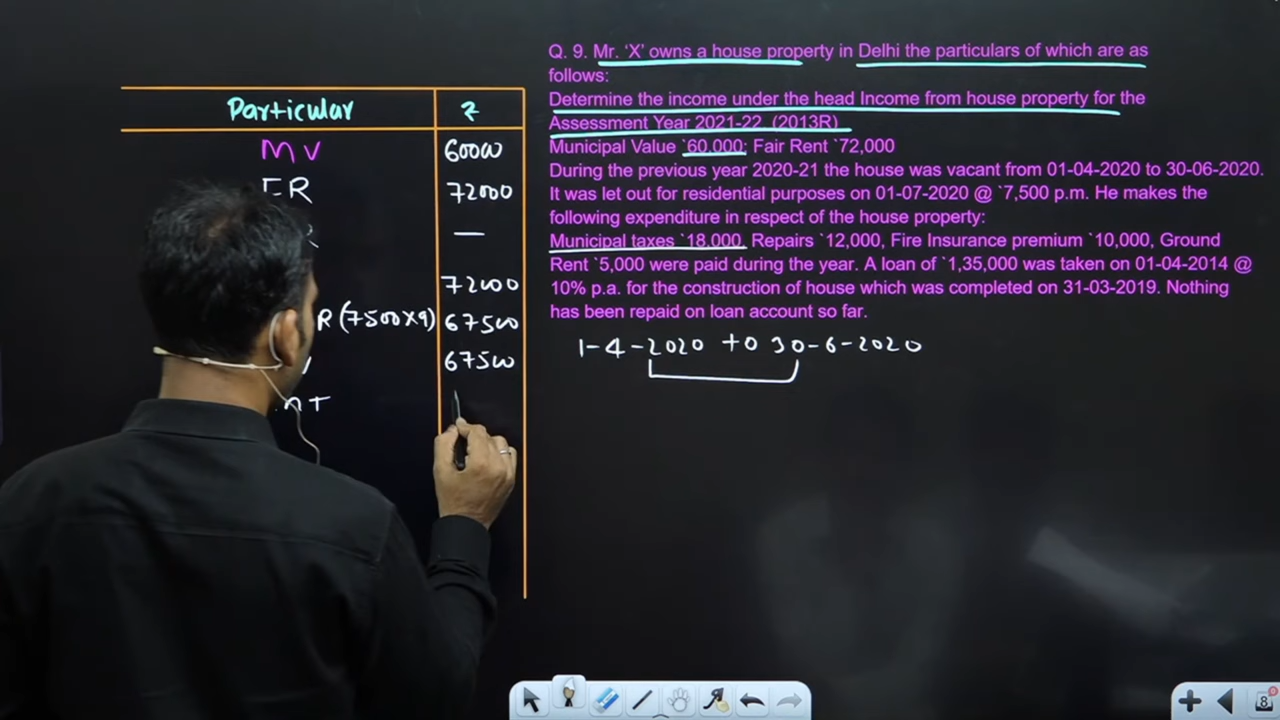 Q. 9. Mr. ‘X’ owns a house property in Delhi the particulars of which are as
follows:
Determine the income under the head Income from house property for the
Assessment Year 2021-22 (2013R)
Municipal Value `60,000; Fair Rent `72,000
During the previous year 2020-21 the house was vacant from 01-04-2020 to 30-06-2020.
It was let out for residential purposes on 01-07-2020 @ `7,500 p.m. He makes the
following expenditure in respect of the house property:
Municipal taxes `18,000, Repairs `12,000, Fire Insurance premium `10,000, Ground
Rent `5,000 were paid during the year. A loan of `1,35,000 was taken on 01-04-2014 @
10% p.a. for the construction of house which was completed on 31-03-2019. Nothing
has been repaid on loan account so far.
1-4-2020 to 30-6-2020
Particular ₹
MV 60000
FR 72000
R —
72000
R (7500×9) 67500
67500
8